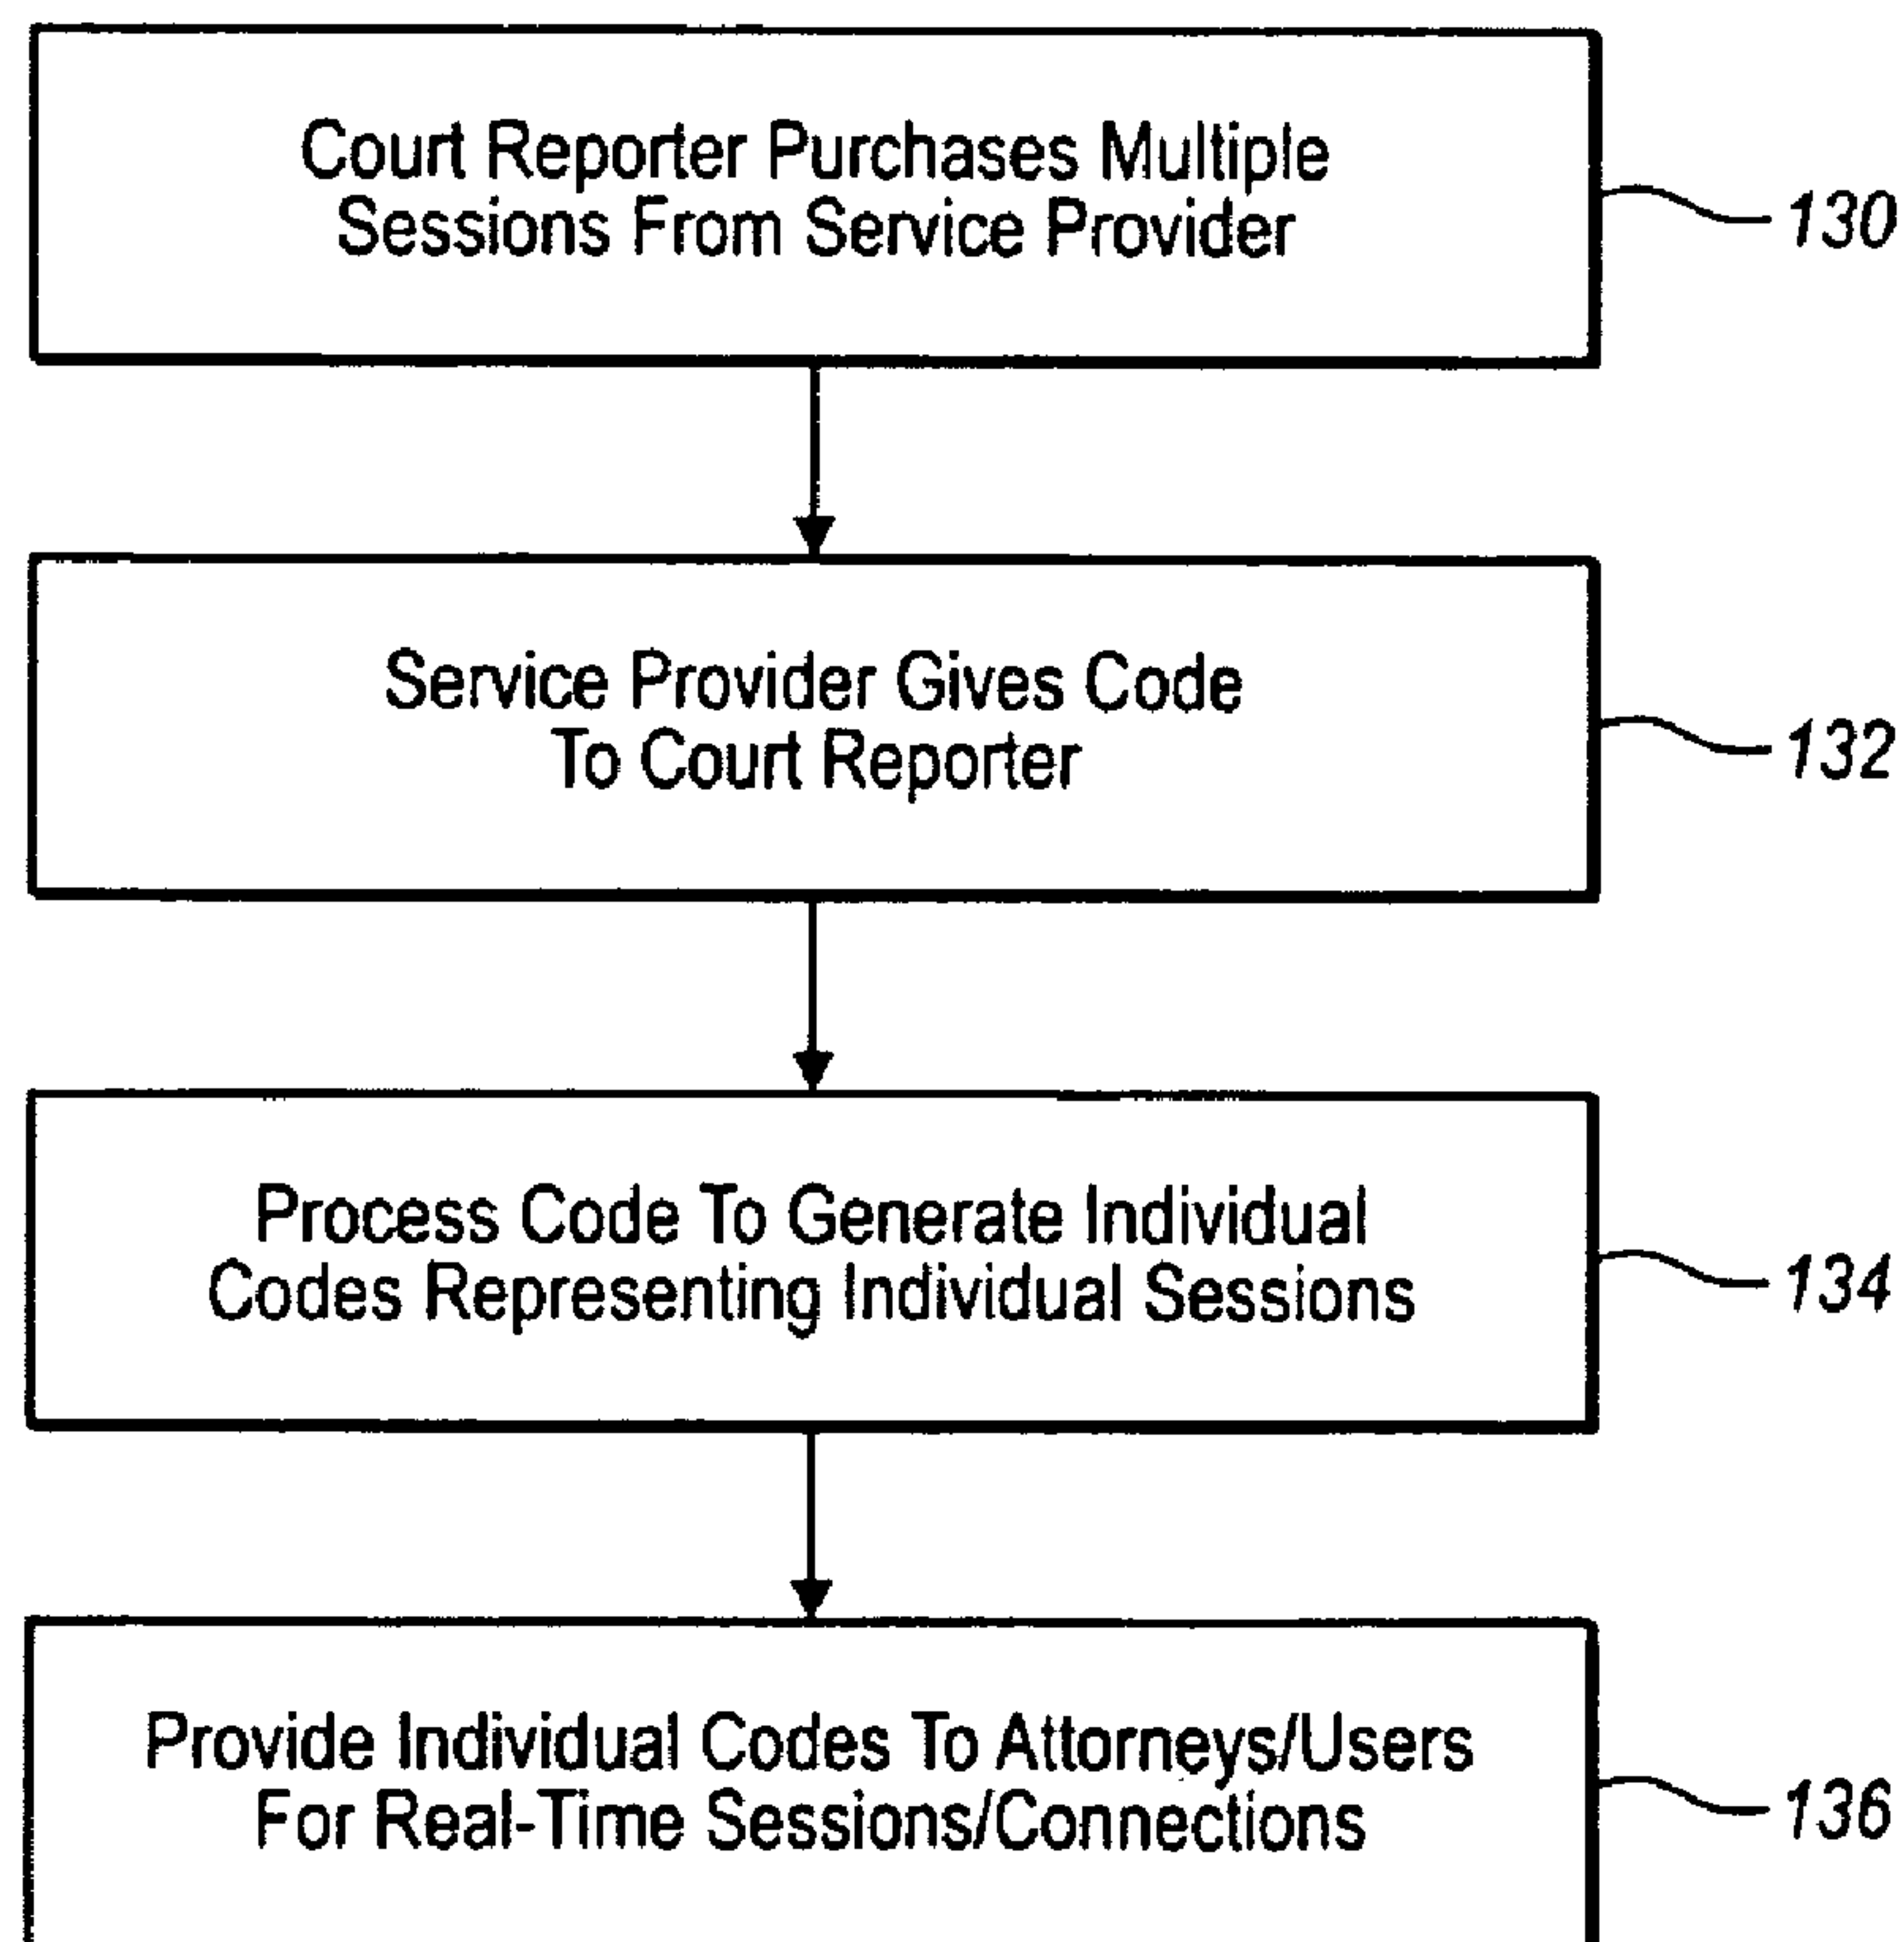 Court Reporter Purchases Multiple
Sessions From Service Provider
130
Service Provider Gives Code
To Court Reporter
132
Process Code To Generate Individual
Codes Representing Individual Sessions
134
Provide Individual Codes To Attorneys/Users
For Real-Time Sessions/Connections
136